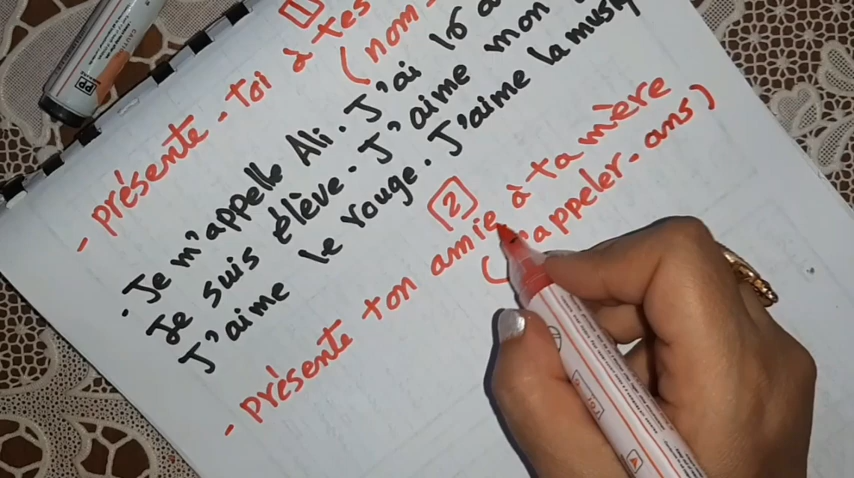 1
- présente-toi à tes
(nom-
. Je m'appelle Ali. J'ai 10 a
Je suis élève. J'aime mon
J'aime le rouge. J'aime la musi
2
- présente ton amie à ta mère
( 'appeler-ans)